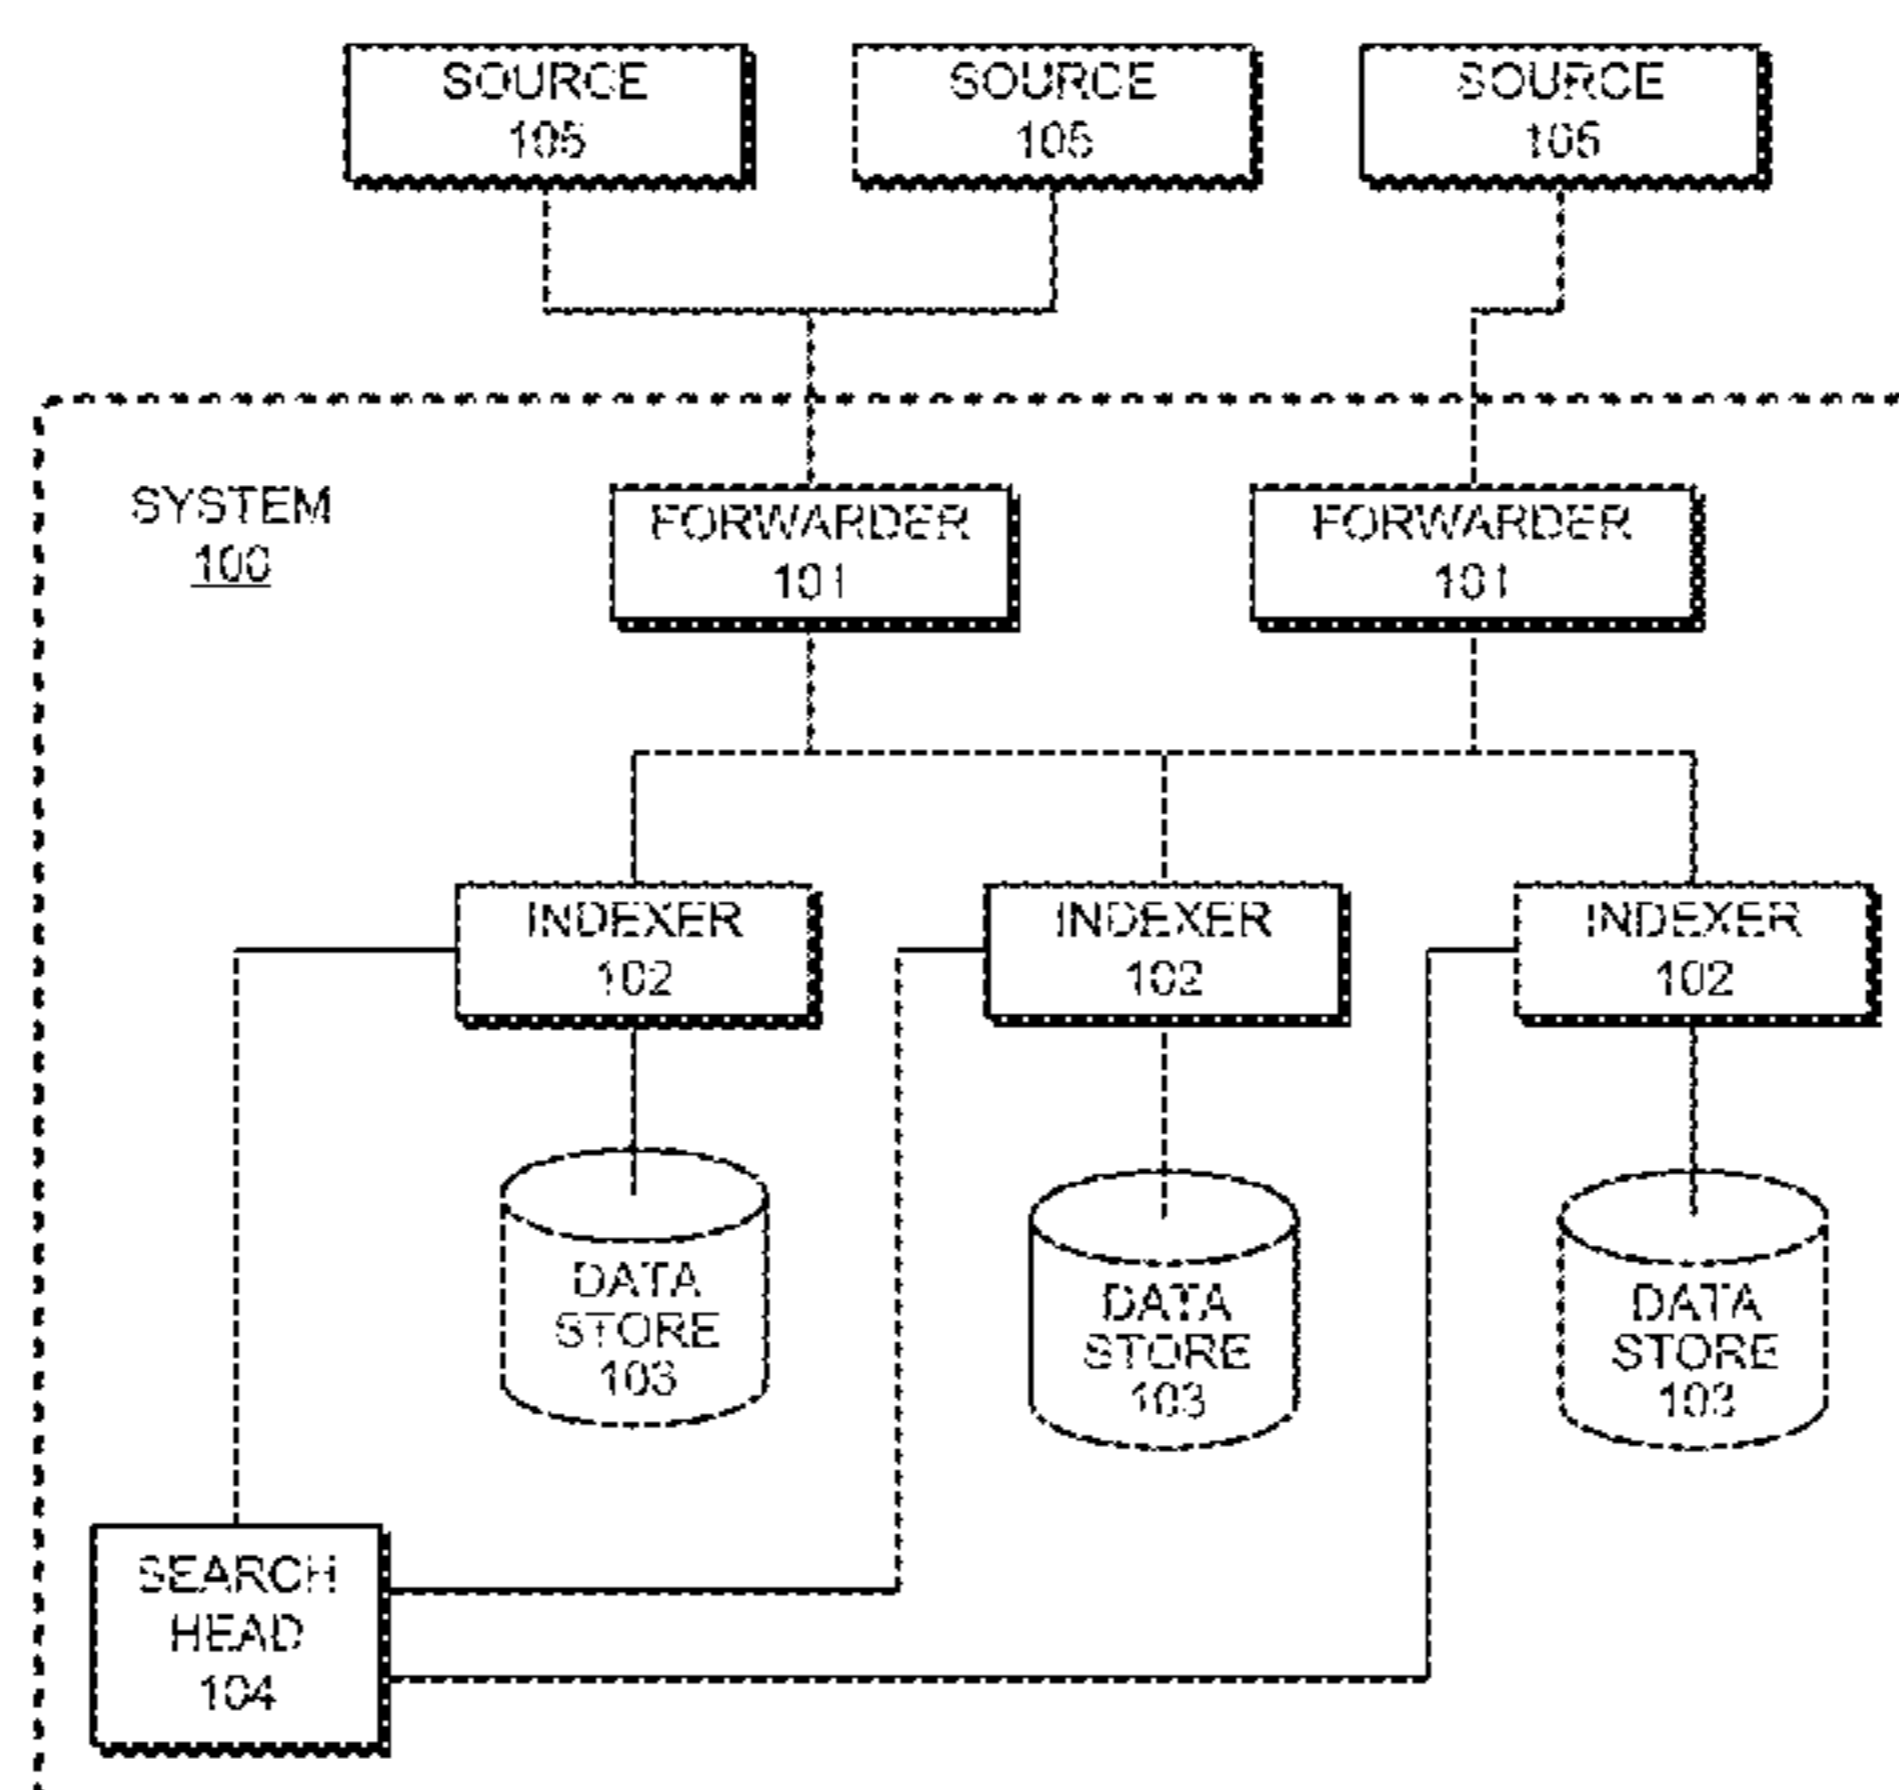 SOURCE
105
SOURCE
105
SOURCE
105
SYSTEM
100
FORWARDER
101
FORWARDER
101
INDEXER
102
INDEXER
102
INDEXER
102
DATA
STORE
103
DATA
STORE
103
DATA
STORE
103
SEARCH
HEAD
104